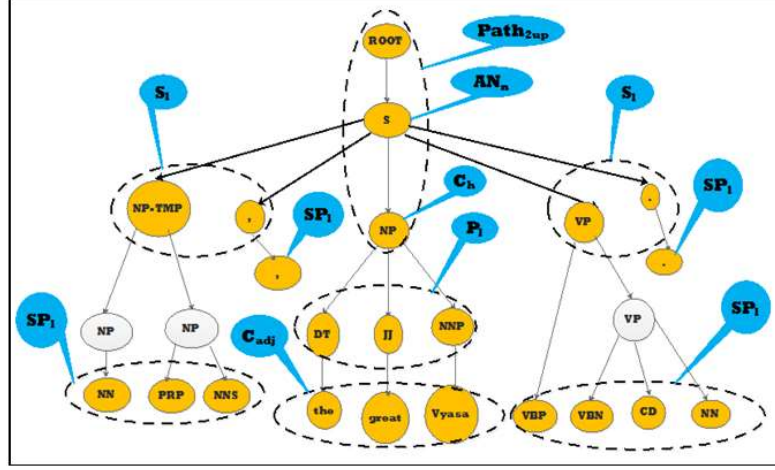 ROOT
Path2up
S1
ANn
S1
S
NP-TMP
,
SP1
Ch
.
SP1
,
NP
P1
VP
.
SP1
NP
NP
Cadj
DT
JJ
NNP
VP
SP1
NN
PRP
NNS
the
great
Vyasa
VBP
VBN
CD
NN